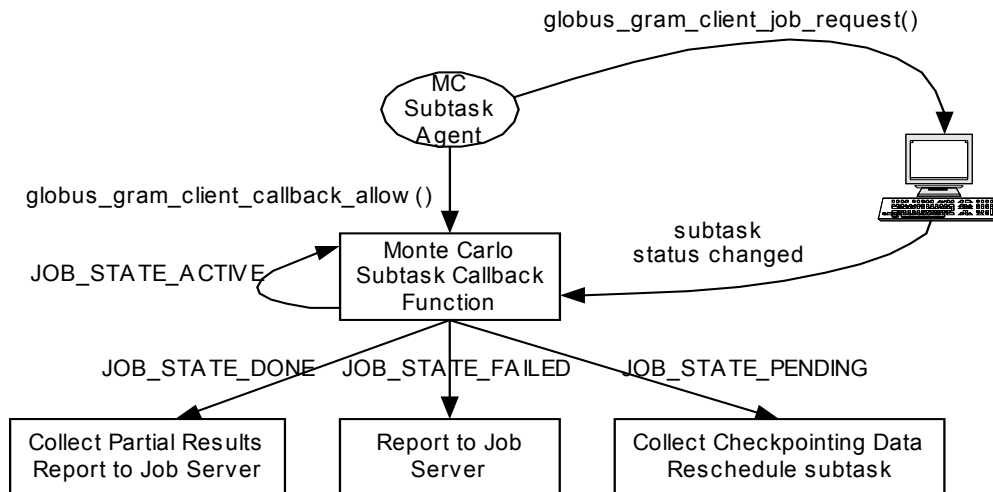 globus_gram_client_job_request()
MC
Subtask
Agent
globus_gram_client_callback_allow ()
subtask
status changed
Monte Carlo
Subtask Callback
Function
JOB_STATE_ACTIVE
JOB_STATE_DONE
JOB_STATE_FAILED
JOB_STATE_PENDING
Collect Partial Results
Report to Job Server
Report to Job
Server
Collect Checkpointing Data
Reschedule subtask